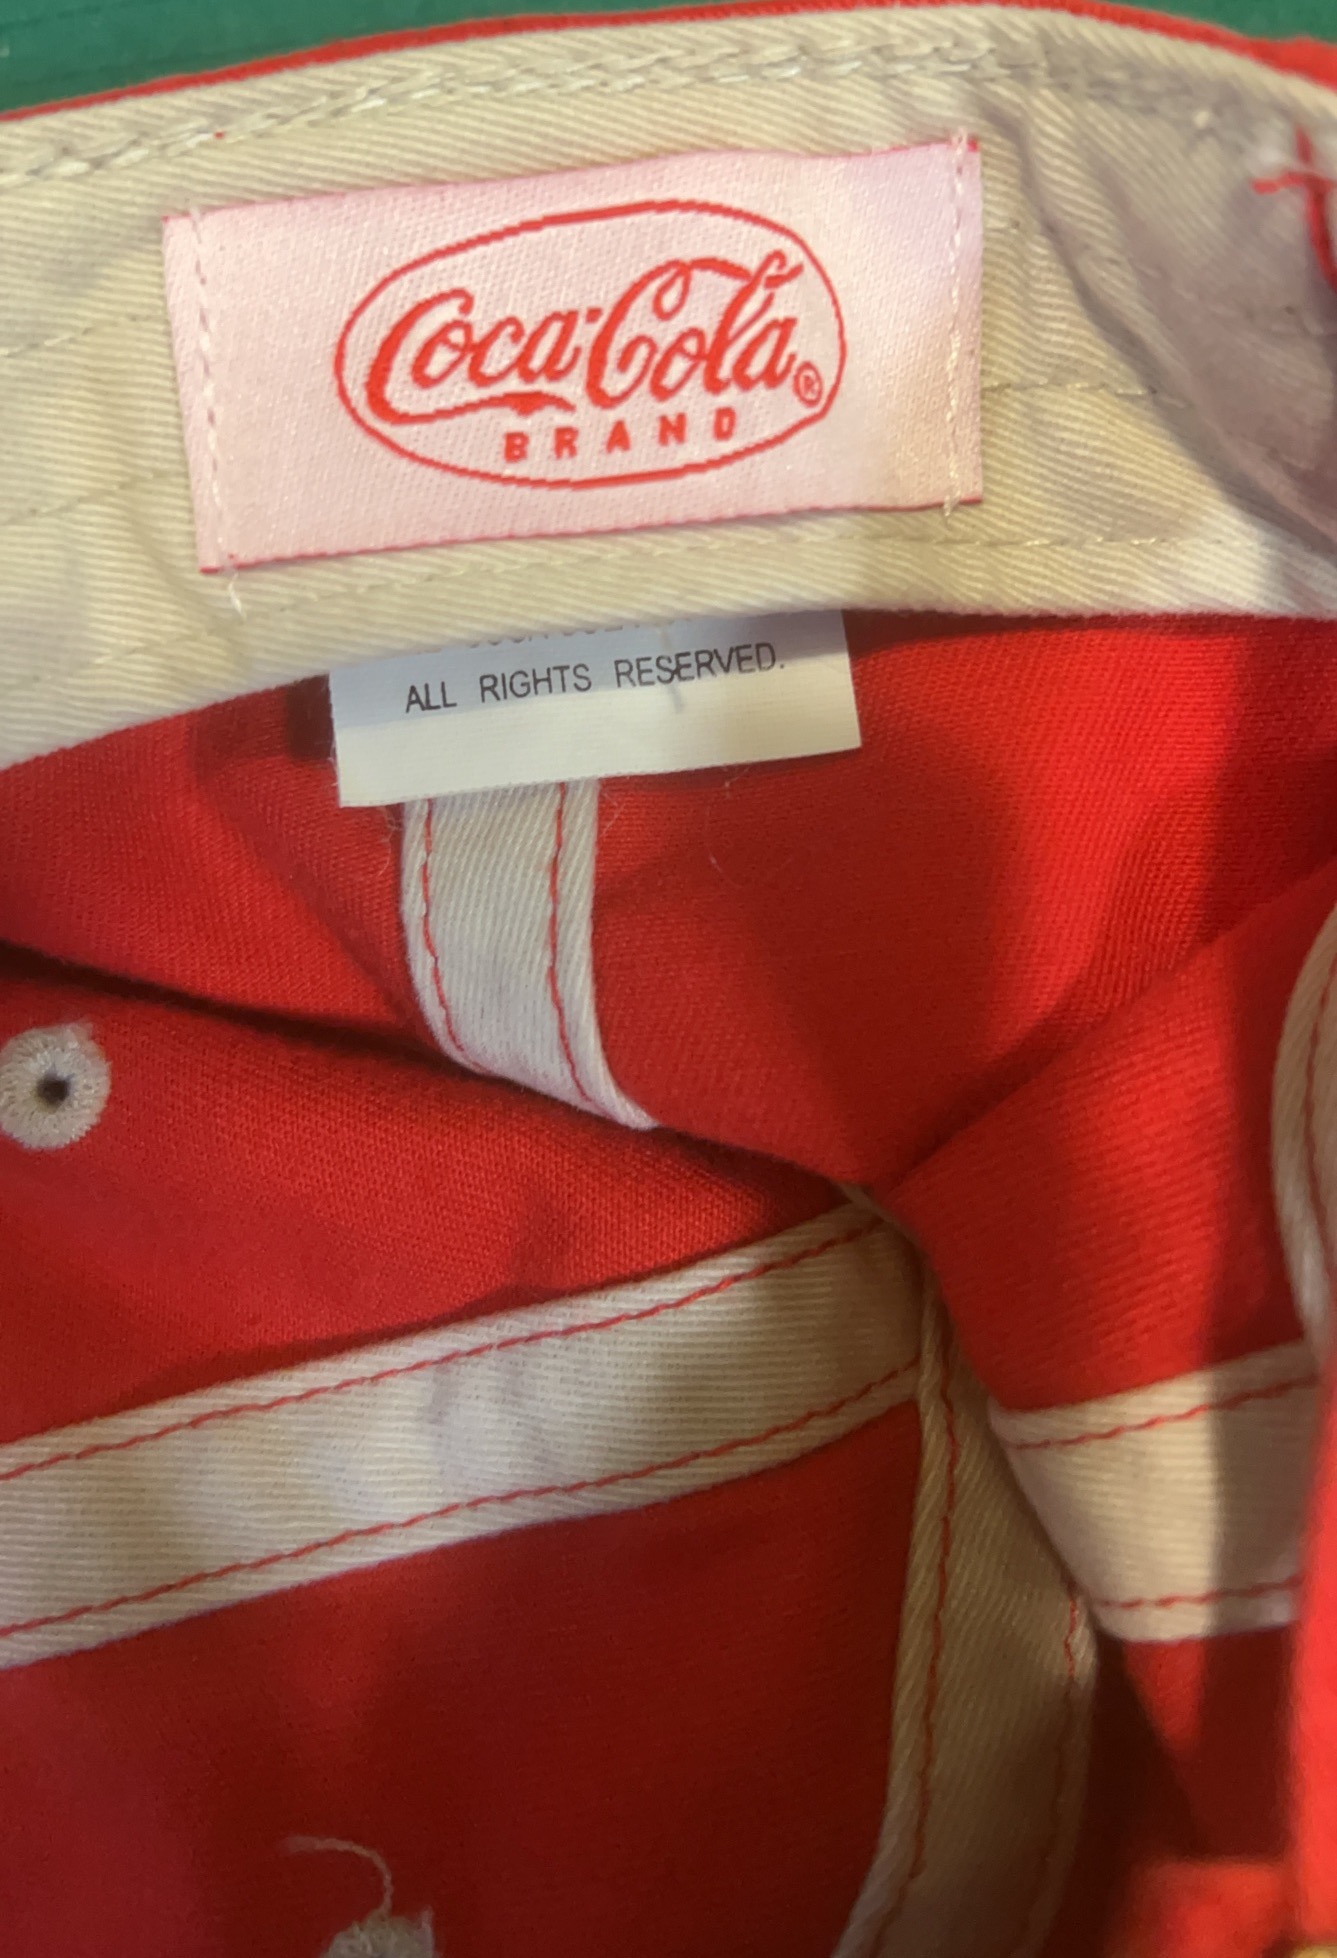 Coca-Cola®
BRAND
ALL RIGHTS RESERVED.